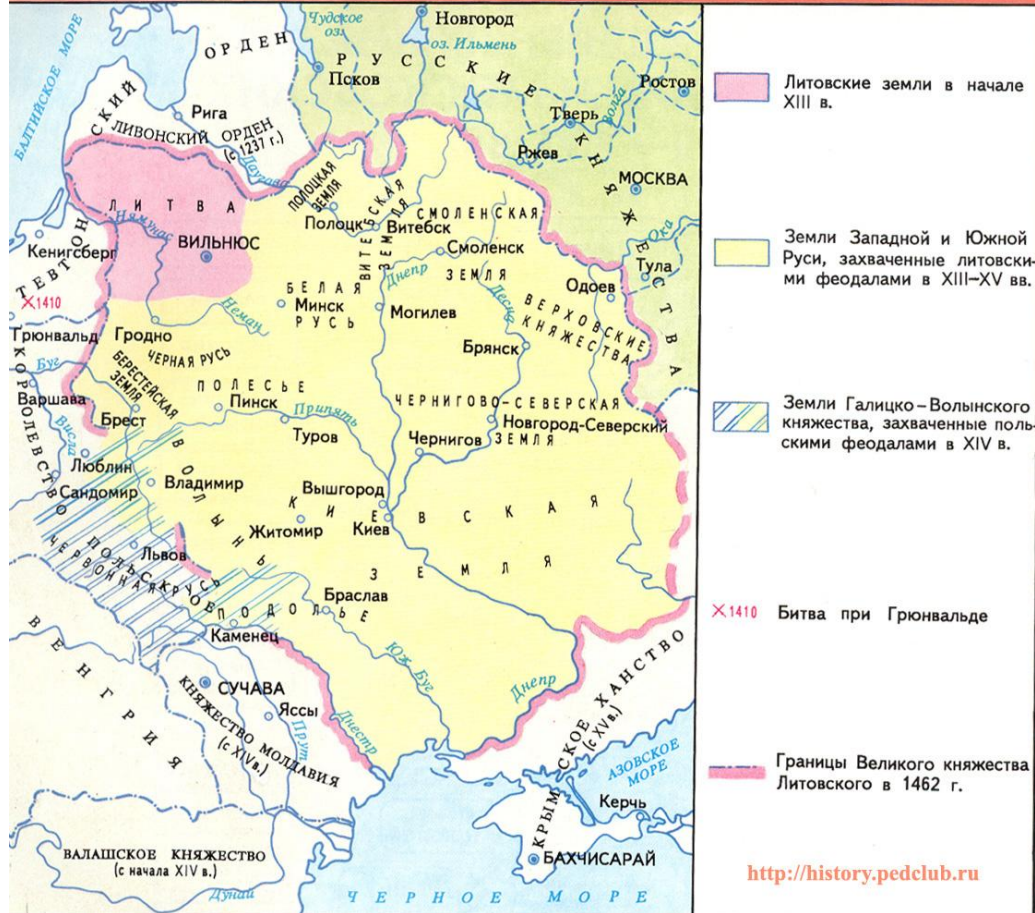 БАЛТИЙСКОЕ МОРЕ
ОРДЕН
Чудское
оз.
Новгород
оз. Ильмень
Псков
РУССКИЕ КНЯЖЕСТВА
Ростов
Тверь
Волга
Ржев
МОСКВА
Ока
Тула
СКИЙ
Рига
ЛИВОНСКИЙ ОРДЕН
(с 1237 г.)
Даугава
ПОЛОЦКАЯ
ЗЕМЛЯ
Полоцк
ВИТЕБСКАЯ
ЗЕМЛЯ
Витебск
СМОЛЕНСКАЯ
ЗЕМЛЯ
Смоленск
ЛИТВА
Нямунас
ВИЛЬНЮС
Кенигсберг
ТЕВТОН
1410
Грюнвальд
Гродно
Неман
БЕЛАЯ
РУСЬ
Минск
Днепр
Могилев
Десна
Одоев
ВЕРХОВСКИЕ
КНЯЖЕСТВА
Брянск
ЧЕРНАЯ РУСЬ
БЕРЕСТЕЙСКАЯ
ЗЕМЛЯ
Буг
Варшава
Висла
КОРОЛЕВСТВО
Брест
ПОЛЕСЬЕ
Пинск
Припять
Туров
ЧЕРНИГОВО-СЕВЕРСКАЯ
ЗЕМЛЯ
Новгород-Северский
Чернигов
Люблин
Сандомир
Владимир
ВОЛЫНЬ
Вышгород
Киев
Житомир
КИЕВСКАЯ
ЗЕМЛЯ
Львов
ПОЛЬСКОЕ
ЧЕРВОННАЯ РУСЬ
ПОДОЛЬЕ
Браслав
Каменец
Юж. Буг
Днепр
ВЕНГРИЯ
СУЧАВА
Яссы
КНЯЖЕСТВО МОЛДАВИЯ
(с XIV в.)
Прут
Днестр
КРЫМСКОЕ ХАНСТВО
(с XV в.)
АЗОВСКОЕ
МОРЕ
Керчь
БАХЧИСАРАЙ
ВАЛАШСКОЕ КНЯЖЕСТВО
(с начала XIV в.)
Дунай
ЧЕРНОЕ МОРЕ
Литовские земли в начале
XIII в.
Земли Западной и Южной
Руси, захваченные литовски-
ми феодалами в XIII–XV вв.
Земли Галицко-Волынского
княжества, захваченные поль-
скими феодалами в XIV в.
1410 Битва при Грюнвальде
Границы Великого княжества
Литовского в 1462 г.
http://history.pedclub.ru